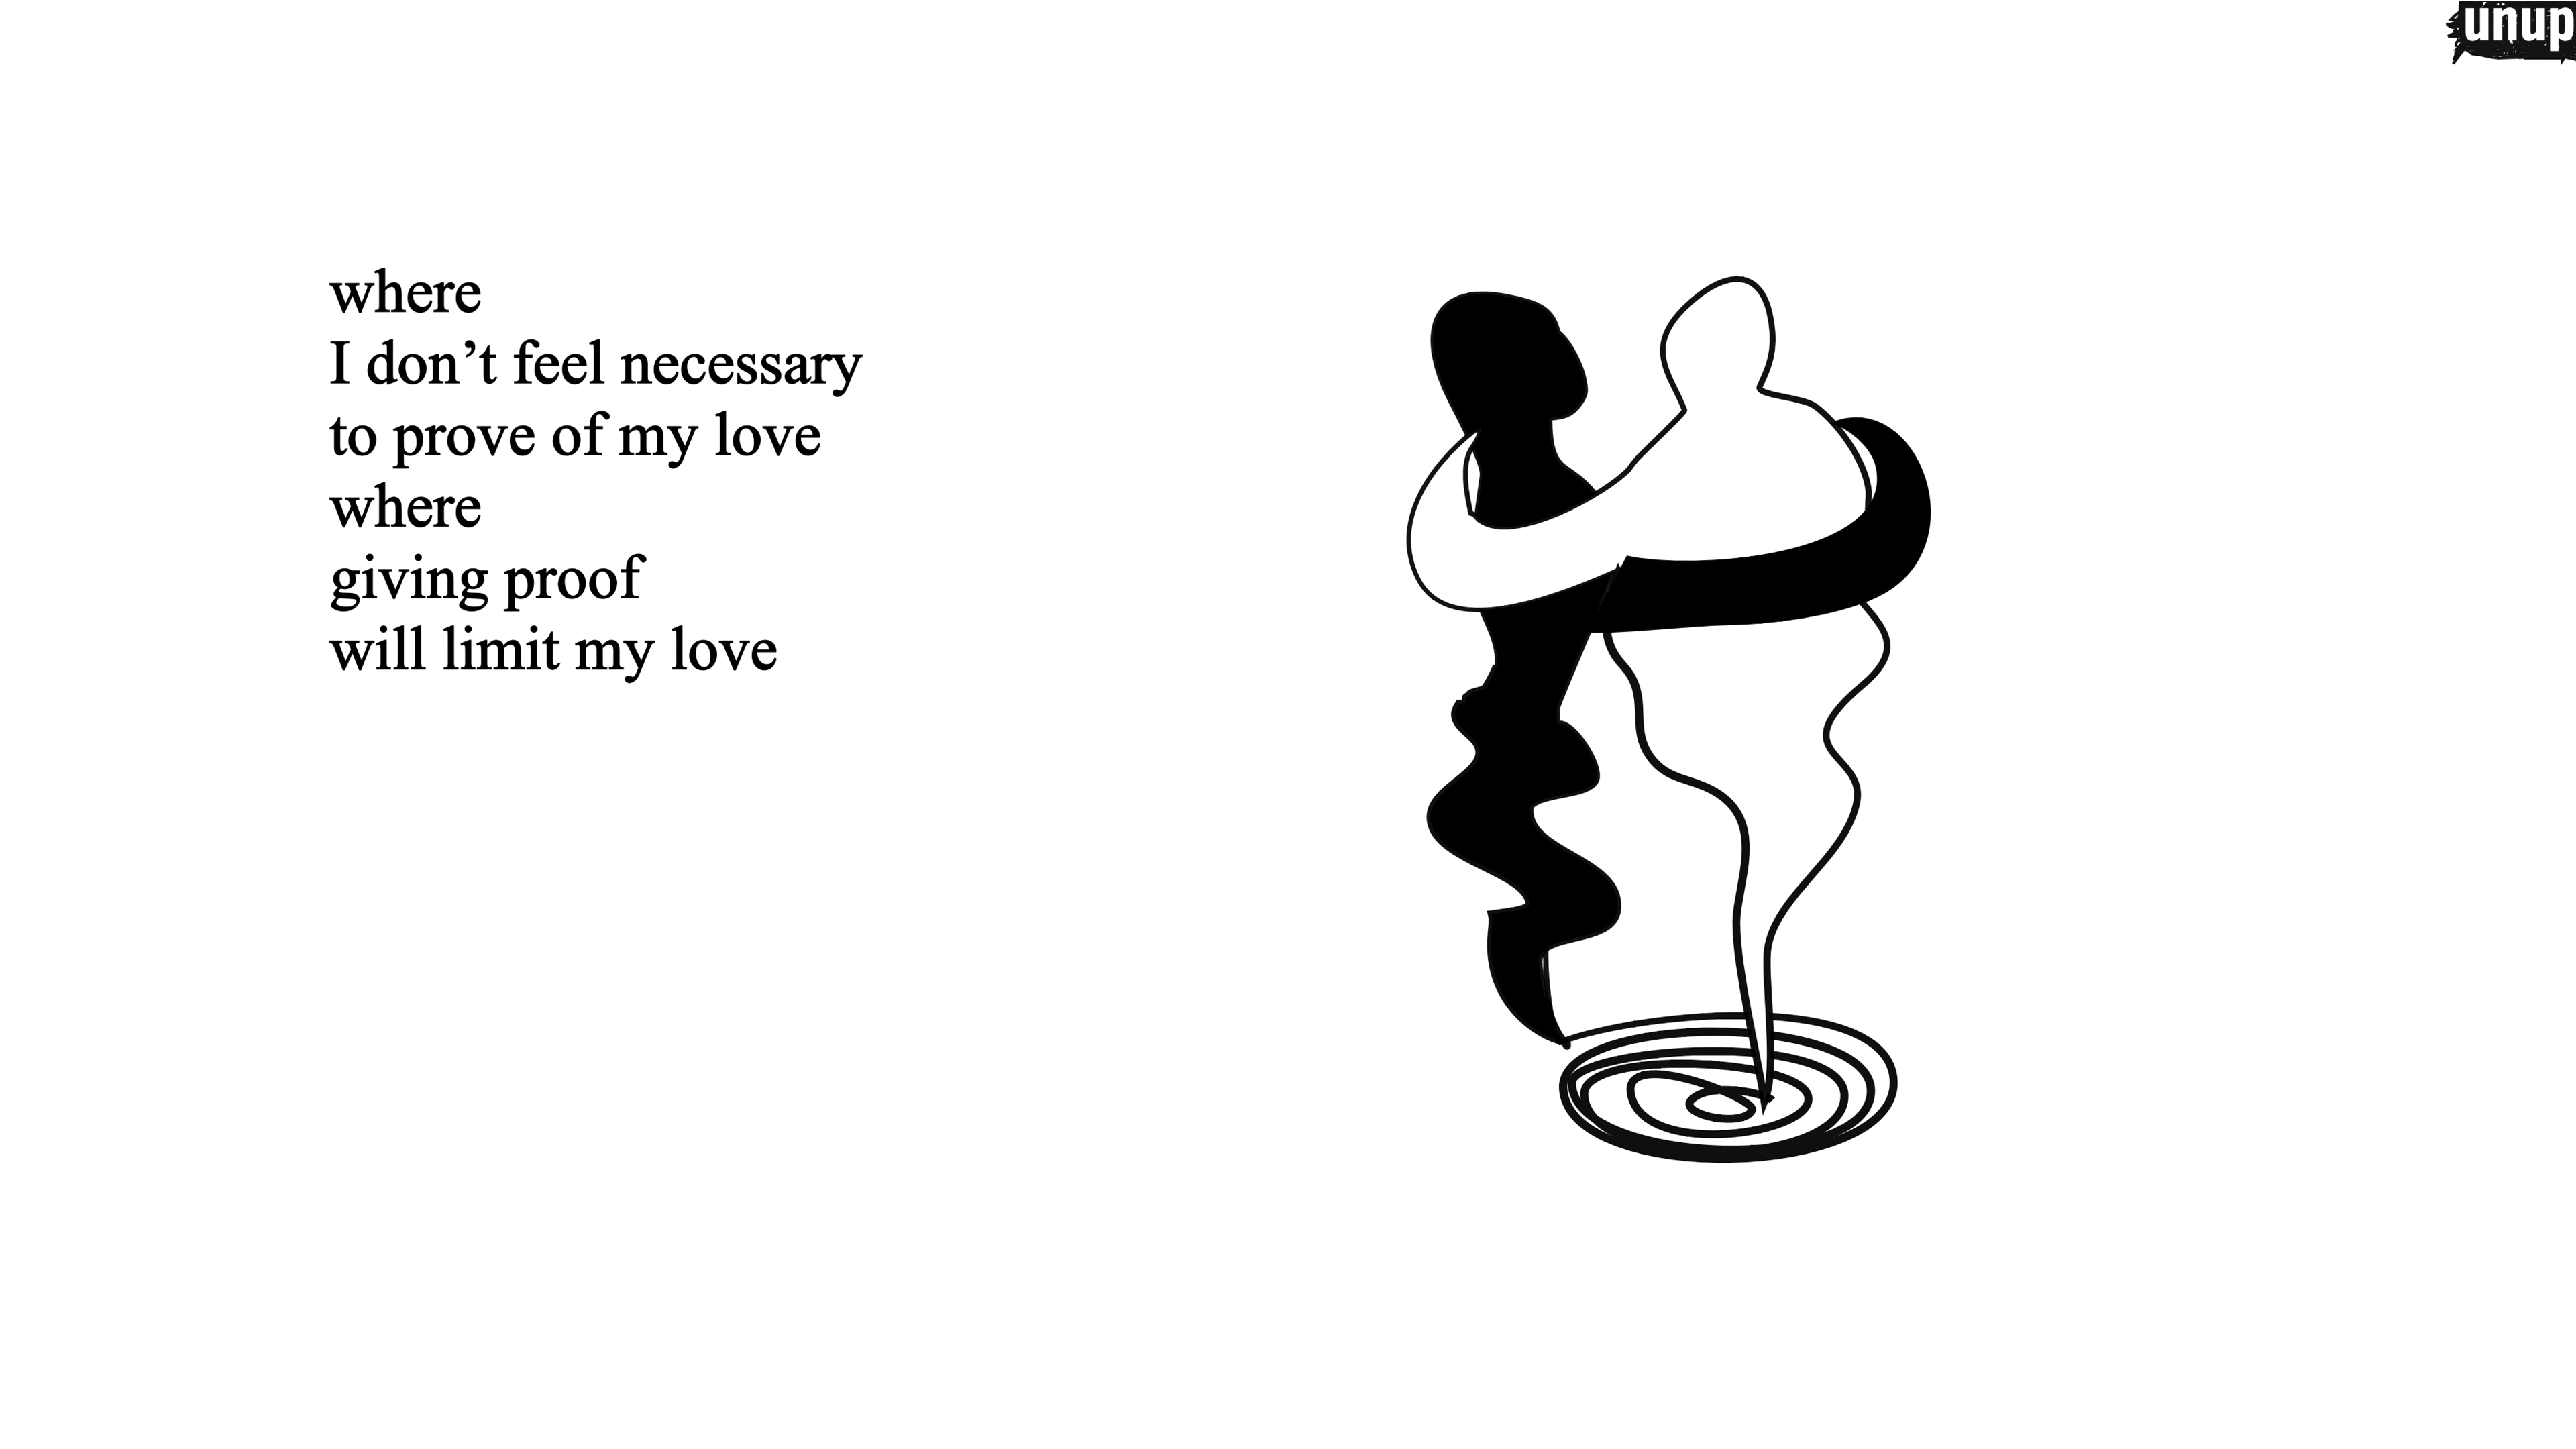 unup
where
I don’t feel necessary
to prove of my love
where
giving proof
will limit my love